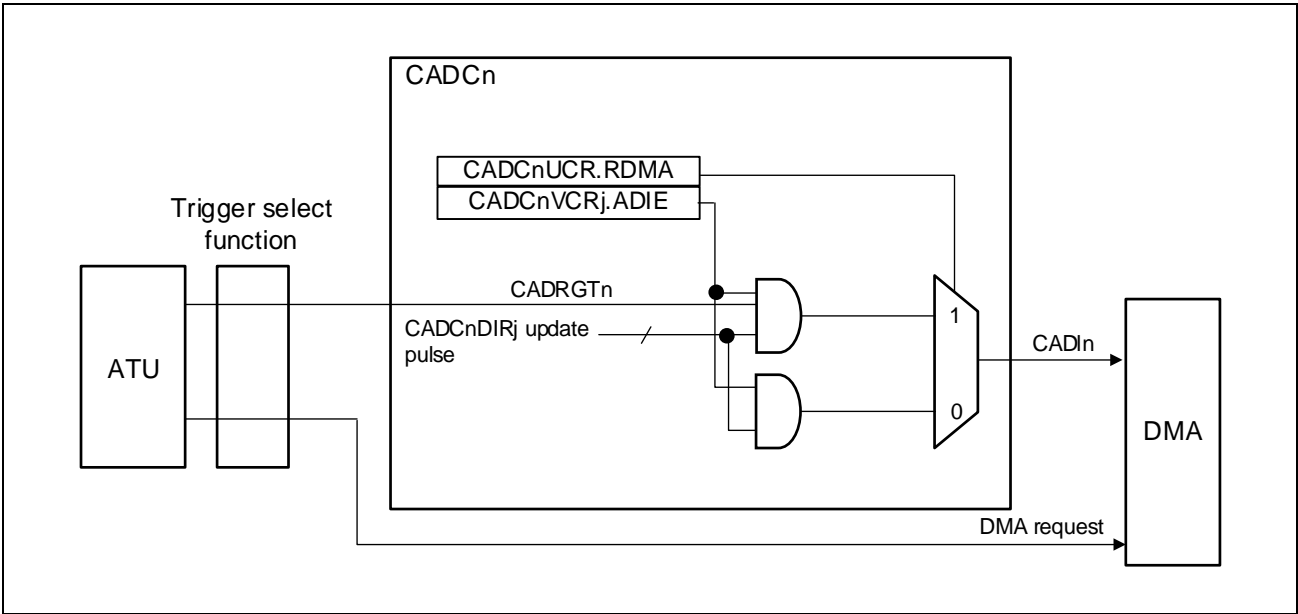 CADCn
CADCnUCR.RDMA
CADCnVCRj.ADIE
Trigger select
function
CADRGTn
CADCnDIRj update
pulse
1
CADIn
ATU
0
DMA
DMA request